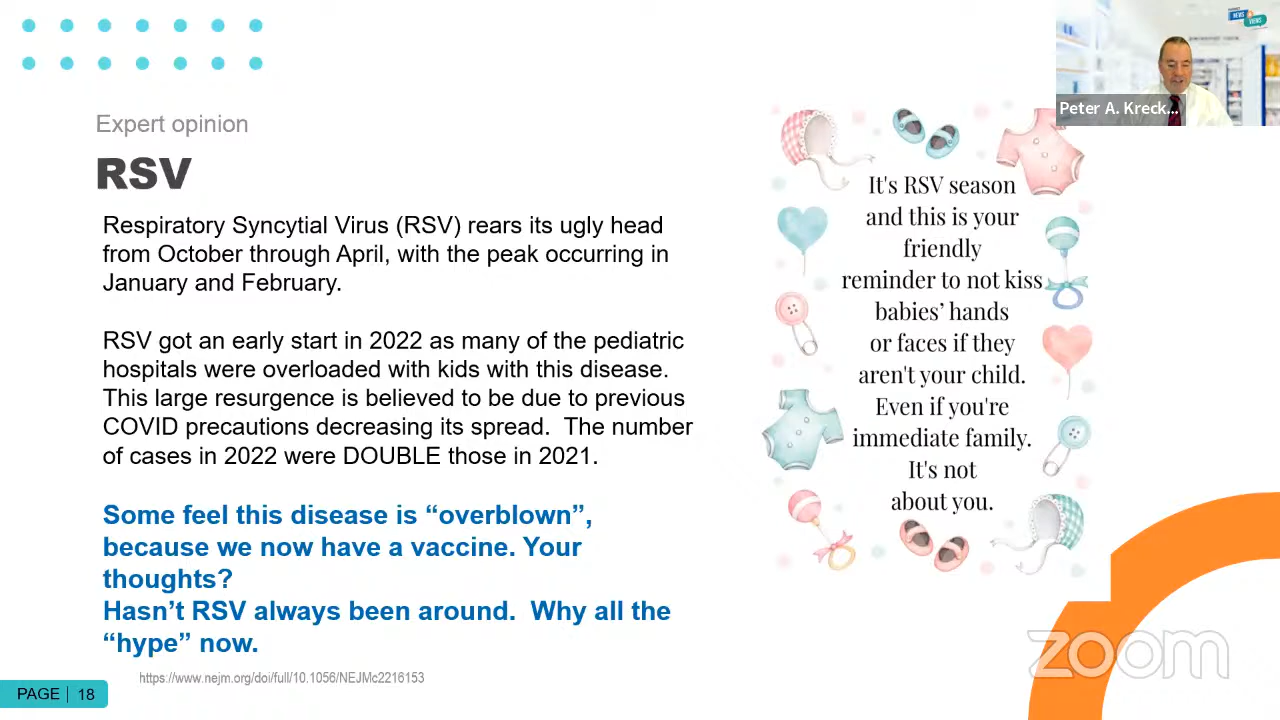 NEWS
VIEWS
Peter A. Kreck...
Expert opinion
RSV
Respiratory Syncytial Virus (RSV) rears its ugly head
from October through April, with the peak occurring in
January and February.
RSV got an early start in 2022 as many of the pediatric
hospitals were overloaded with kids with this disease.
This large resurgence is believed to be due to previous
COVID precautions decreasing its spread.  The number
of cases in 2022 were DOUBLE those in 2021.
Some feel this disease is “overblown”,
because we now have a vaccine. Your
thoughts?
Hasn’t RSV always been around.  Why all the
“hype” now.
https://www.nejm.org/doi/full/10.1056/NEJMc2216153
PAGE | 18
It's RSV season
and this is your
friendly
reminder to not kiss
babies’ hands
or faces if they
aren't your child.
Even if you're
immediate family.
It's not
about you.
zoom